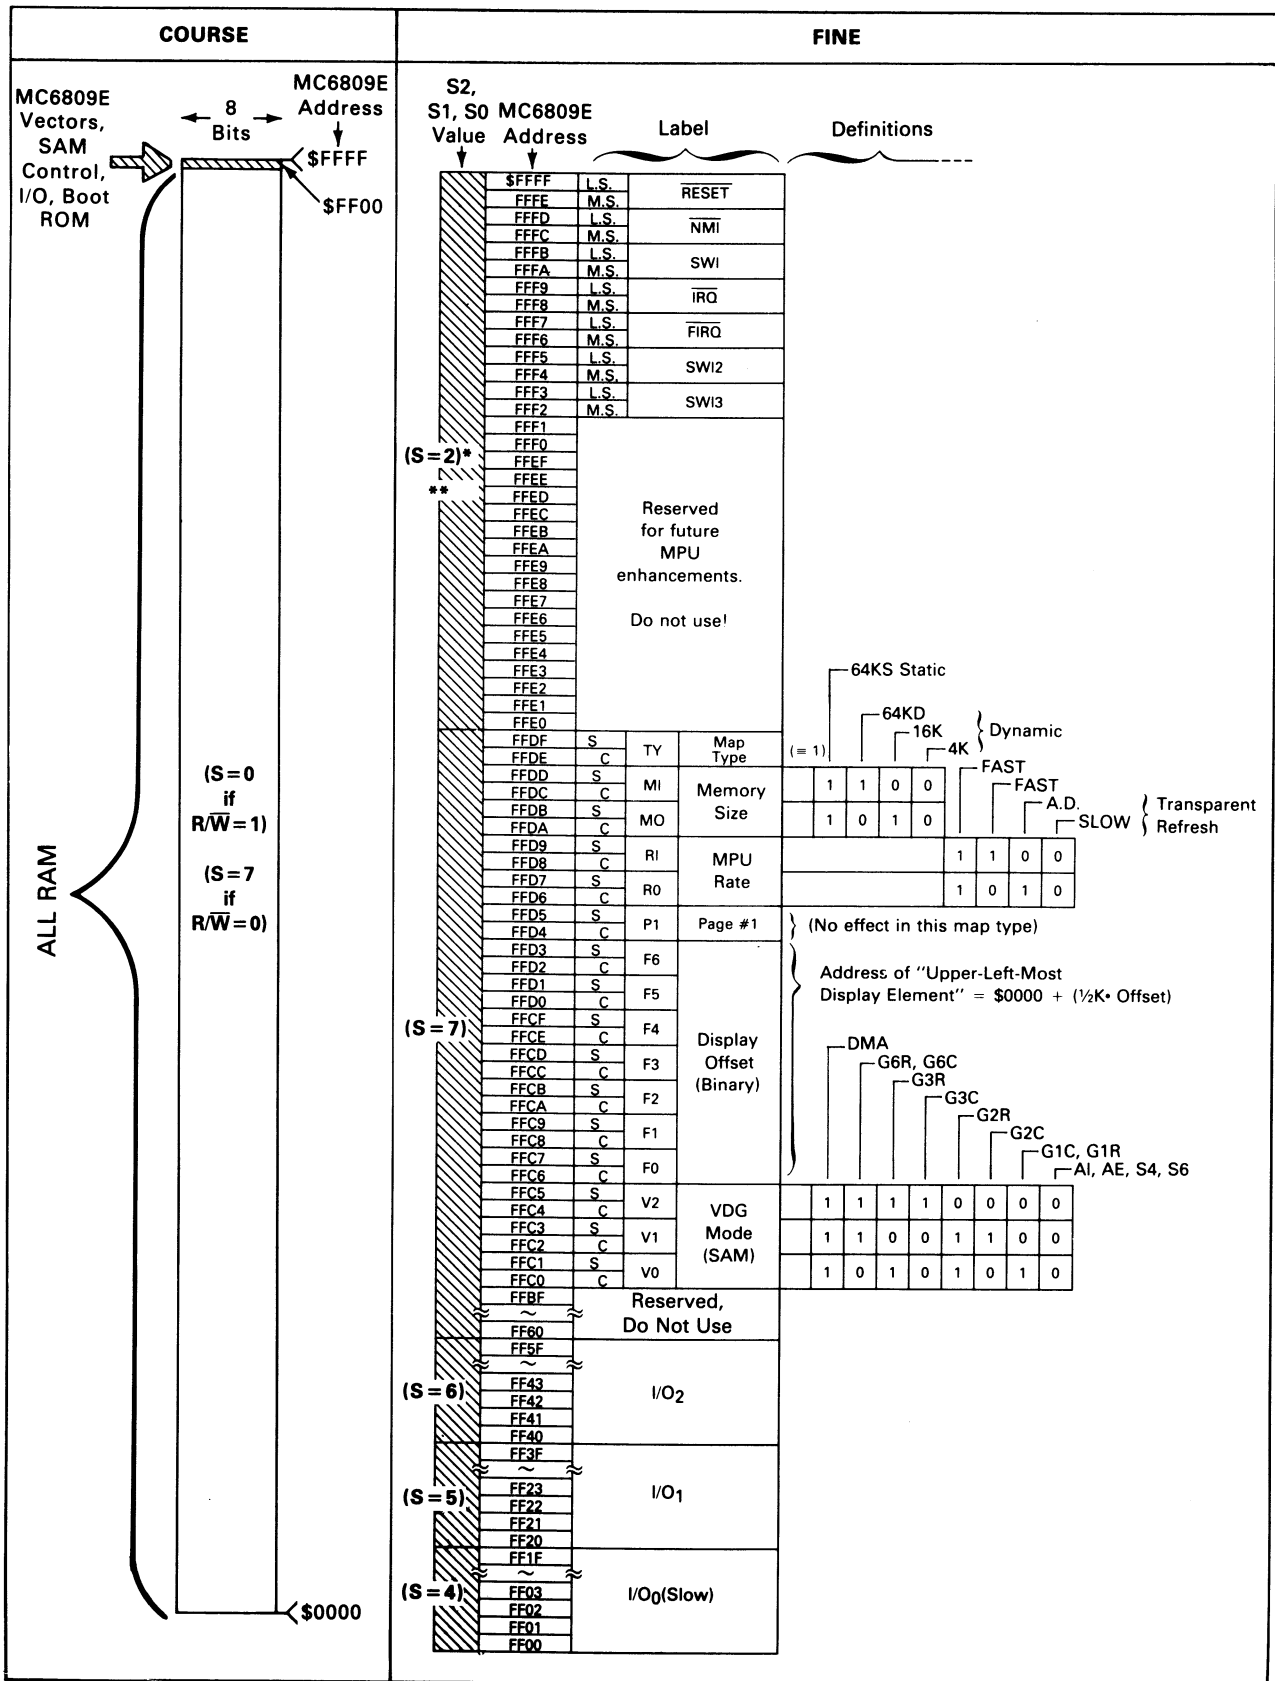 COURSE
FINE
MC6809E
Vectors,
SAM
Control,
I/O, Boot
ROM
8
Bits
MC6809E
Address
$FFFF
$FF00
ALL RAM
(S=0
if
R/W̅=1)
(S=7
if
R/W̅=0)
$0000
S2,
S1, S0
Value
MC6809E
Address
Label
Definitions
(S=2)*
**
(S=7)
(S=6)
(S=5)
(S=4)
$FFFF L.S. R̅E̅S̅E̅T̅
FFFE M.S.
FFFD L.S. N̅M̅I̅
FFFC M.S.
FFFB L.S. SWI
FFFA M.S.
FFF9 L.S. I̅R̅Q̅
FFF8 M.S.
FFF7 L.S. F̅I̅R̅Q̅
FFF6 M.S.
FFF5 L.S. SWI2
FFF4 M.S.
FFF3 L.S. SWI3
FFF2 M.S.
FFF1
FFF0
FFEF
FFEE
FFED
FFEC
FFEB
FFEA
FFE9
FFE8
FFE7
FFE6
FFE5
FFE4
FFE3
FFE2
FFE1
FFE0
Reserved
for future
MPU
enhancements.
Do not use!
64KS Static
64KD
16K
4K
} Dynamic
FFDF S TY Map
FFDE C Type
(≡ 1)
FFDD S MI Memory 1 1 0 0
FFDC C
FFDB S MO Size 1 0 1 0
FFDA C
FAST
FAST
A.D.
SLOW
} Transparent
Refresh
FFD9 S RI MPU 1 1 0 0
FFD8 C
FFD7 S R0 Rate 1 0 1 0
FFD6 C
FFD5 S P1 Page #1 } (No effect in this map type)
FFD4 C
FFD3 S F6
FFD2 C
FFD1 S F5
FFD0 C
FFCF S F4
FFCE C
FFCD S F3
FFCC C
FFCB S F2
FFCA C
FFC9 S F1
FFC8 C
FFC7 S F0
FFC6 C
Display
Offset
(Binary)
Address of "Upper-Left-Most
Display Element" = $0000 + (½K• Offset)
DMA
G6R, G6C
G3R
G3C
G2R
G2C
G1C, G1R
AI, AE, S4, S6
FFC5 S V2 1 1 1 1 0 0 0 0
FFC4 C
FFC3 S V1 1 1 0 0 1 1 0 0
FFC2 C
FFC1 S V0 1 0 1 0 1 0 1 0
FFC0 C
VDG
Mode
(SAM)
FFBF
~
FF60
Reserved,
Do Not Use
FF5F
~
FF43
FF42
FF41
FF40
I/O2
FF3F
~
FF23
FF22
FF21
FF20
I/O1
FF1F
~
FF03
FF02
FF01
FF00
I/O0(Slow)